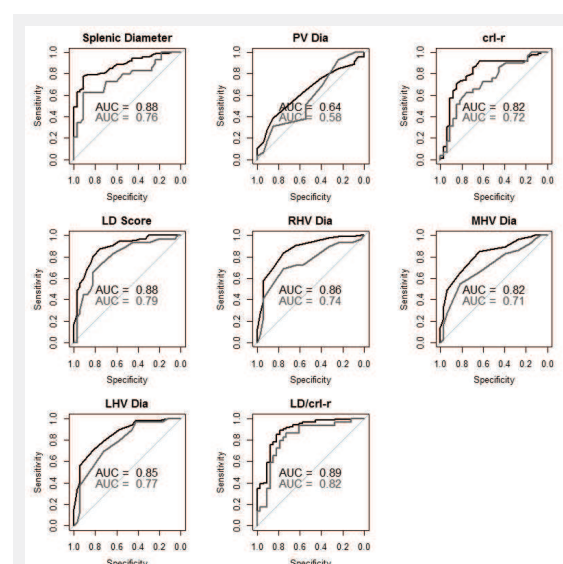 Splenic Diameter
PV Dia
crl-r
Sensitivity
0.0 0.2 0.4 0.6 0.8 1.0
AUC = 0.88
AUC = 0.76
1.0 0.8 0.6 0.4 0.2 0.0
Specificity
Sensitivity
0.0 0.2 0.4 0.6 0.8 1.0
AUC = 0.64
AUC = 0.58
1.0 0.8 0.6 0.4 0.2 0.0
Specificity
Sensitivity
0.0 0.2 0.4 0.6 0.8 1.0
AUC = 0.82
AUC = 0.72
1.0 0.8 0.6 0.4 0.2 0.0
Specificity
LD Score
RHV Dia
MHV Dia
Sensitivity
0.0 0.2 0.4 0.6 0.8 1.0
AUC = 0.88
AUC = 0.79
1.0 0.8 0.6 0.4 0.2 0.0
Specificity
Sensitivity
0.0 0.2 0.4 0.6 0.8 1.0
AUC = 0.86
AUC = 0.74
1.0 0.8 0.6 0.4 0.2 0.0
Specificity
Sensitivity
0.0 0.2 0.4 0.6 0.8 1.0
AUC = 0.82
AUC = 0.71
1.0 0.8 0.6 0.4 0.2 0.0
Specificity
LHV Dia
LD/crl-r
Sensitivity
0.0 0.2 0.4 0.6 0.8 1.0
AUC = 0.85
AUC = 0.77
1.0 0.8 0.6 0.4 0.2 0.0
Specificity
Sensitivity
0.0 0.2 0.4 0.6 0.8 1.0
AUC = 0.89
AUC = 0.82
1.0 0.8 0.6 0.4 0.2 0.0
Specificity